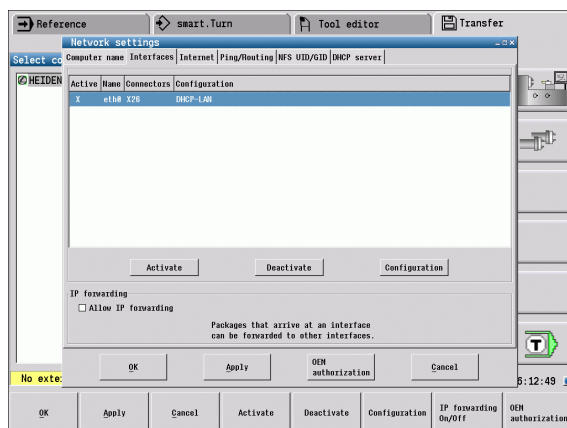 Reference
smart.Turn
Tool editor
Transfer
Network settings
Select co
Computer name Interfaces Internet Ping/Routing NFS UID/GID DHCP server
HEIDEN
Active Name Connectors Configuration
X eth0 X26 DHCP-LAN
Activate Deactivate Configuration
IP forwarding
Allow IP forwarding
Packages that arrive at an interface
can be forwarded to other interfaces.
T
OK Apply OEM authorization Cancel
No exte
6:12:49
OK Apply Cancel Activate Deactivate Configuration IP forwarding On/Off OEM authorization